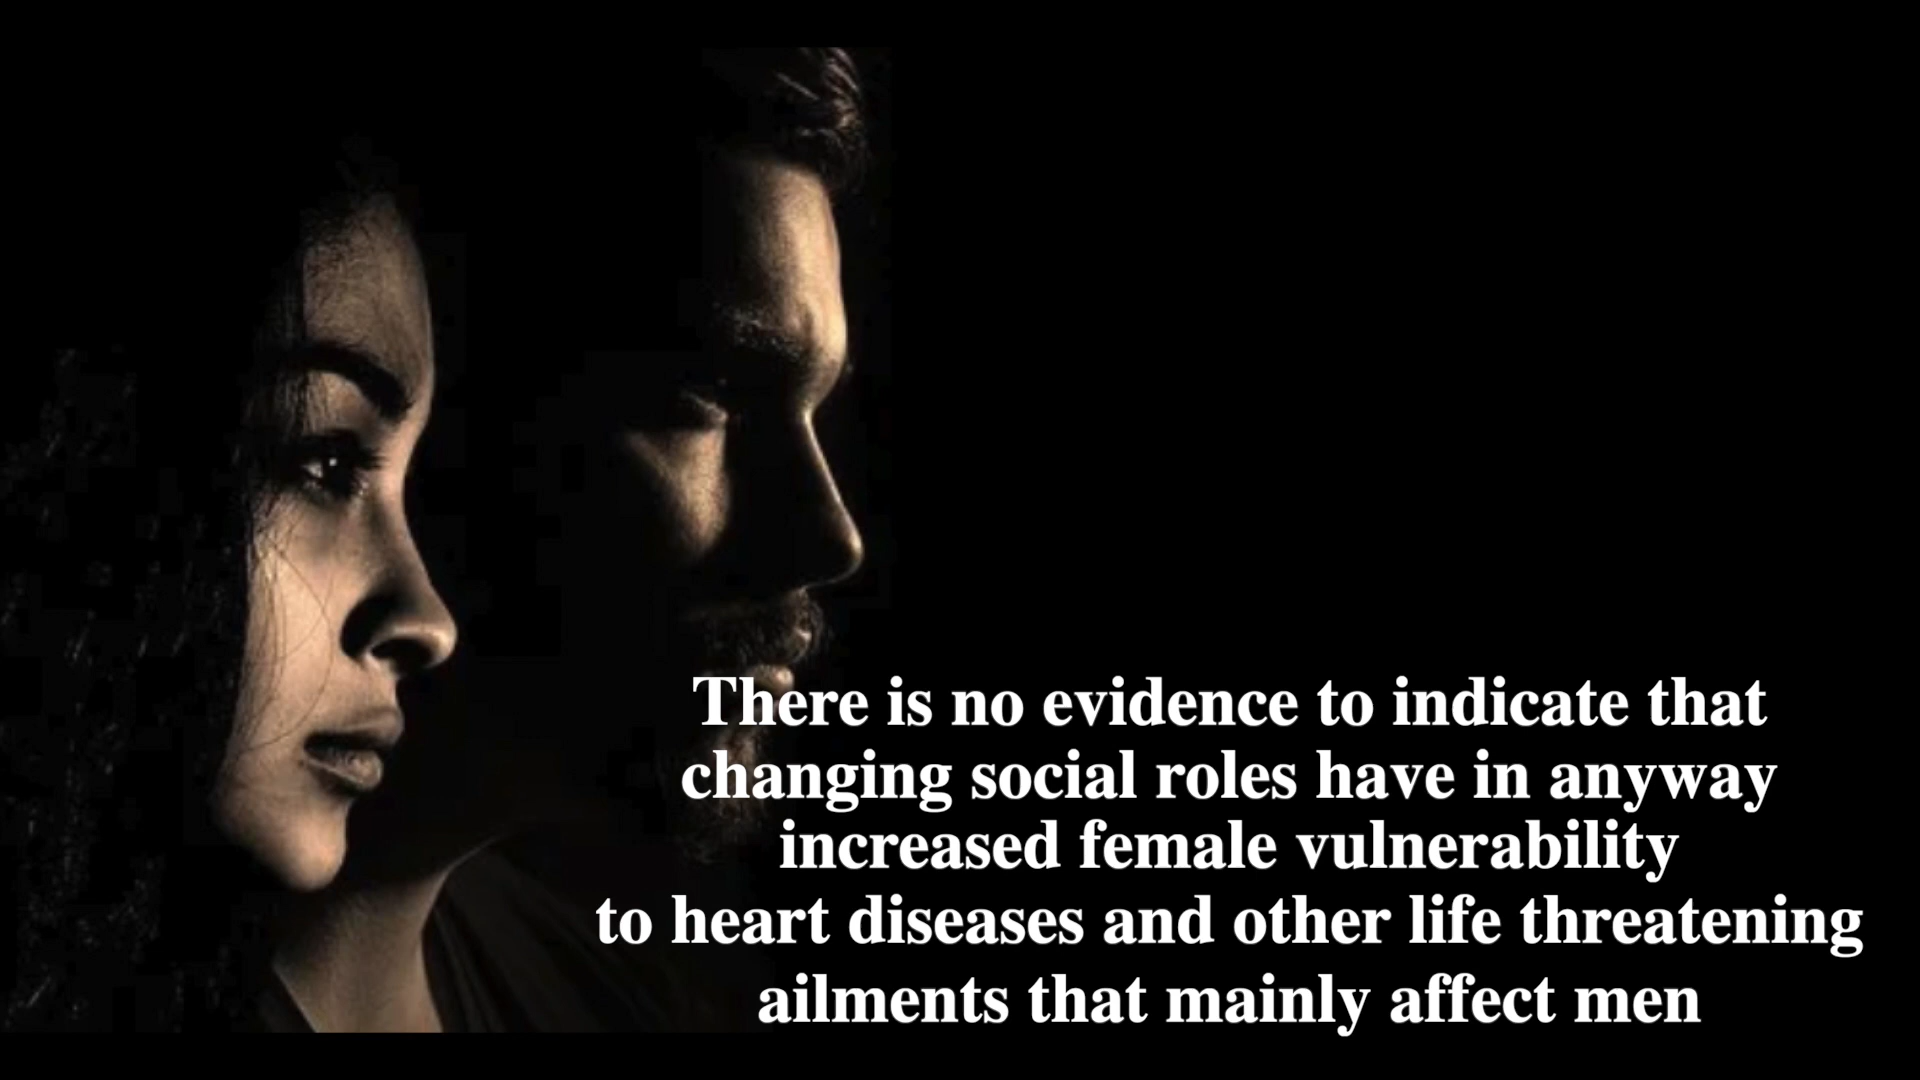 There is no evidence to indicate that
changing social roles have in anyway
increased female vulnerability
to heart diseases and other life threatening
ailments that mainly affect men